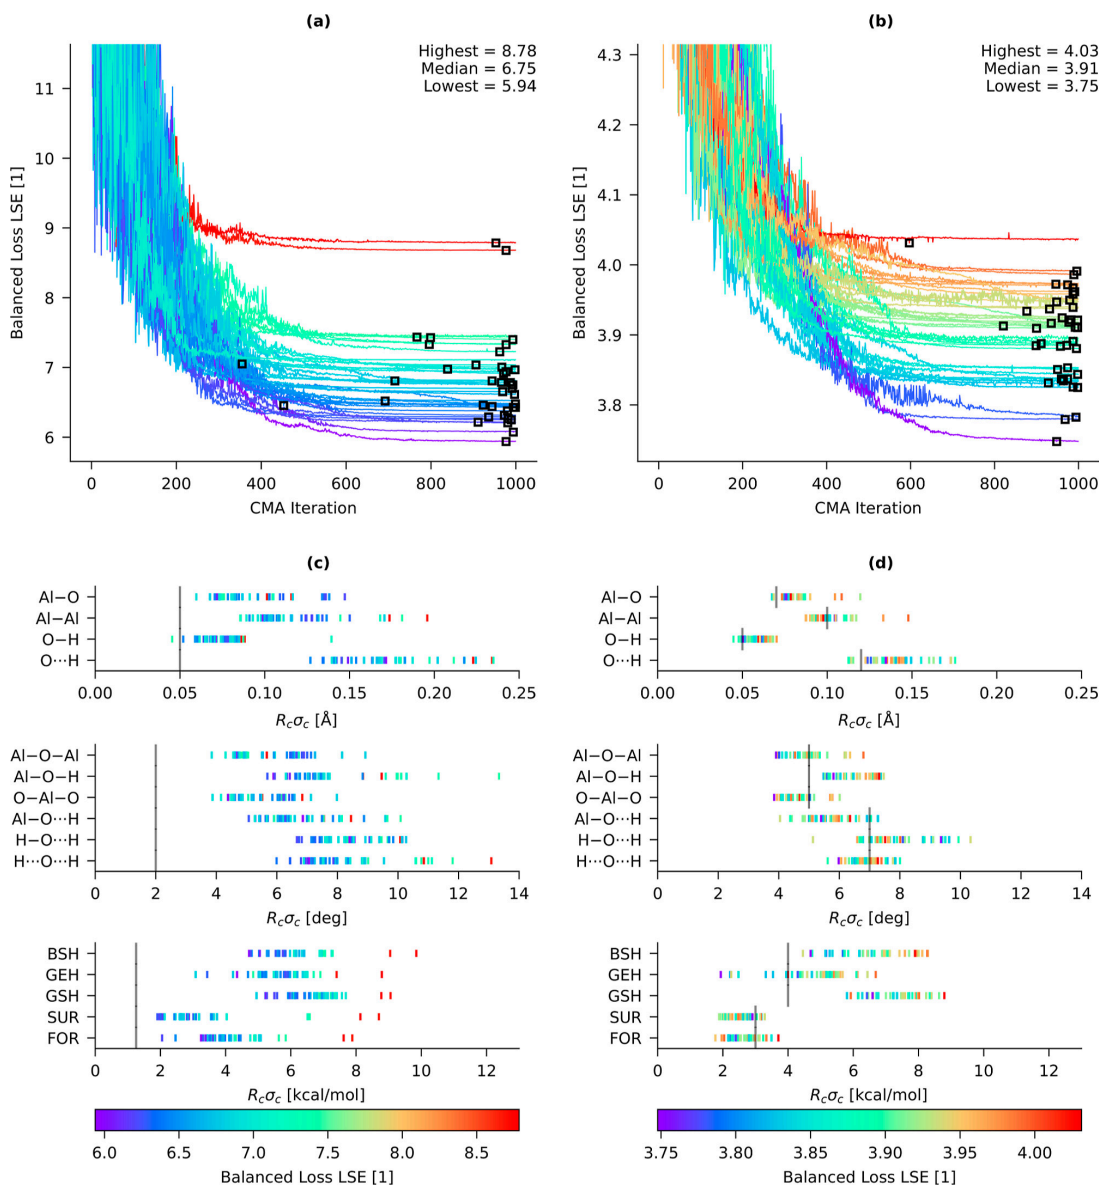 (a)
Highest = 8.78
Median = 6.75
Lowest = 5.94
Balanced Loss LSE [1]
11
10
9
8
7
6
0 200 400 600 800 1000
CMA Iteration
(b)
Highest = 4.03
Median = 3.91
Lowest = 3.75
Balanced Loss LSE [1]
4.3
4.2
4.1
4.0
3.9
3.8
0 200 400 600 800 1000
CMA Iteration
(c)
Al−O
Al−Al
O−H
O···H
0.00 0.05 0.10 0.15 0.20 0.25
R_cσ_c [Å]
Al−O−Al
Al−O−H
O−Al−O
Al−O···H
H−O···H
H···O···H
0 2 4 6 8 10 12 14
R_cσ_c [deg]
BSH
GEH
GSH
SUR
FOR
0 2 4 6 8 10 12
R_cσ_c [kcal/mol]
6.0 6.5 7.0 7.5 8.0 8.5
Balanced Loss LSE [1]
(d)
Al−O
Al−Al
O−H
O···H
0.00 0.05 0.10 0.15 0.20 0.25
R_cσ_c [Å]
Al−O−Al
Al−O−H
O−Al−O
Al−O···H
H−O···H
H···O···H
0 2 4 6 8 10 12 14
R_cσ_c [deg]
BSH
GEH
GSH
SUR
FOR
0 2 4 6 8 10 12
R_cσ_c [kcal/mol]
3.75 3.80 3.85 3.90 3.95 4.00
Balanced Loss LSE [1]